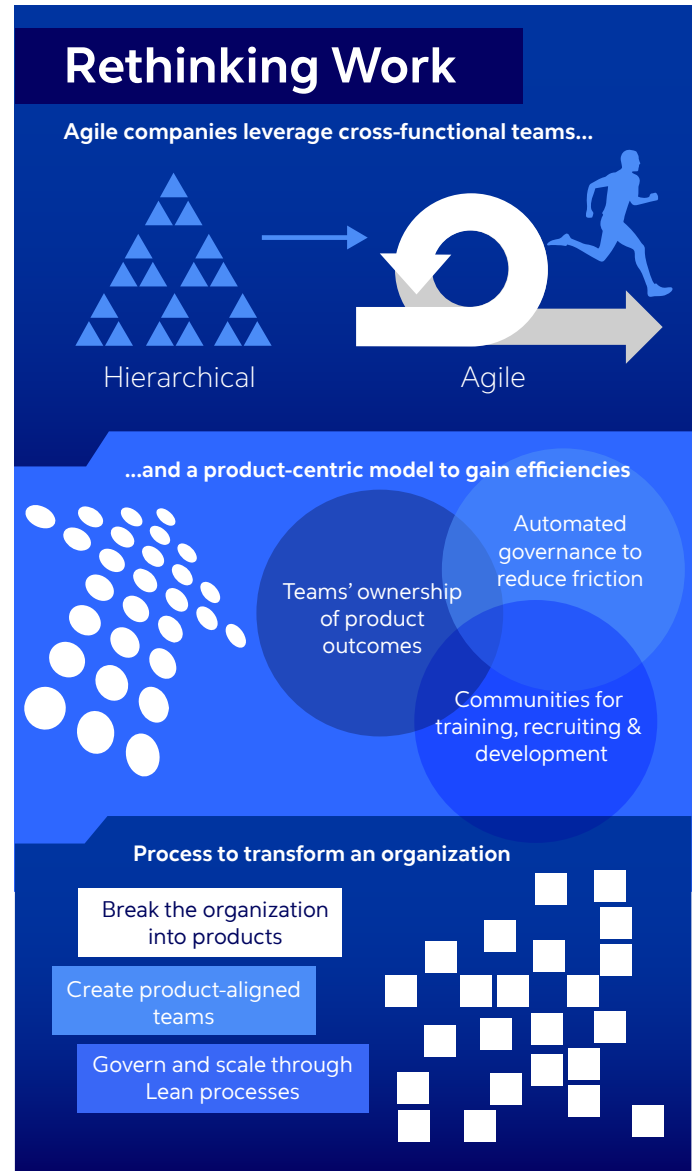 Rethinking Work
Agile companies leverage cross-functional teams...
Hierarchical
Agile
...and a product-centric model to gain efficiencies
Teams’ ownership
of product
outcomes
Automated
governance to
reduce friction
Communities for
training, recruiting &
development
Process to transform an organization
Break the organization
into products
Create product-aligned
teams
Govern and scale through
Lean processes